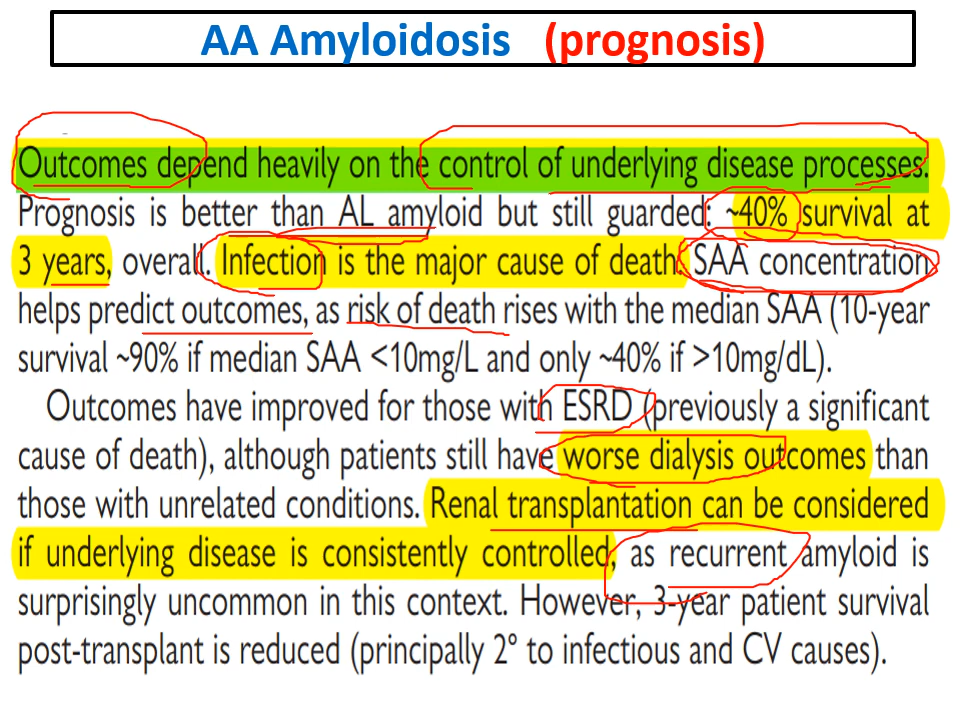 AA Amyloidosis (prognosis)
Outcomes depend heavily on the control of underlying disease processes.
Prognosis is better than AL amyloid but still guarded: ~40% survival at
3 years, overall. Infection is the major cause of death. SAA concentration
helps predict outcomes, as risk of death rises with the median SAA (10-year
survival ~90% if median SAA <10mg/L and only ~40% if >10mg/dL).
Outcomes have improved for those with ESRD (previously a significant
cause of death), although patients still have worse dialysis outcomes than
those with unrelated conditions. Renal transplantation can be considered
if underlying disease is consistently controlled, as recurrent amyloid is
surprisingly uncommon in this context. However, 3-year patient survival
post-transplant is reduced (principally 2° to infectious and CV causes).